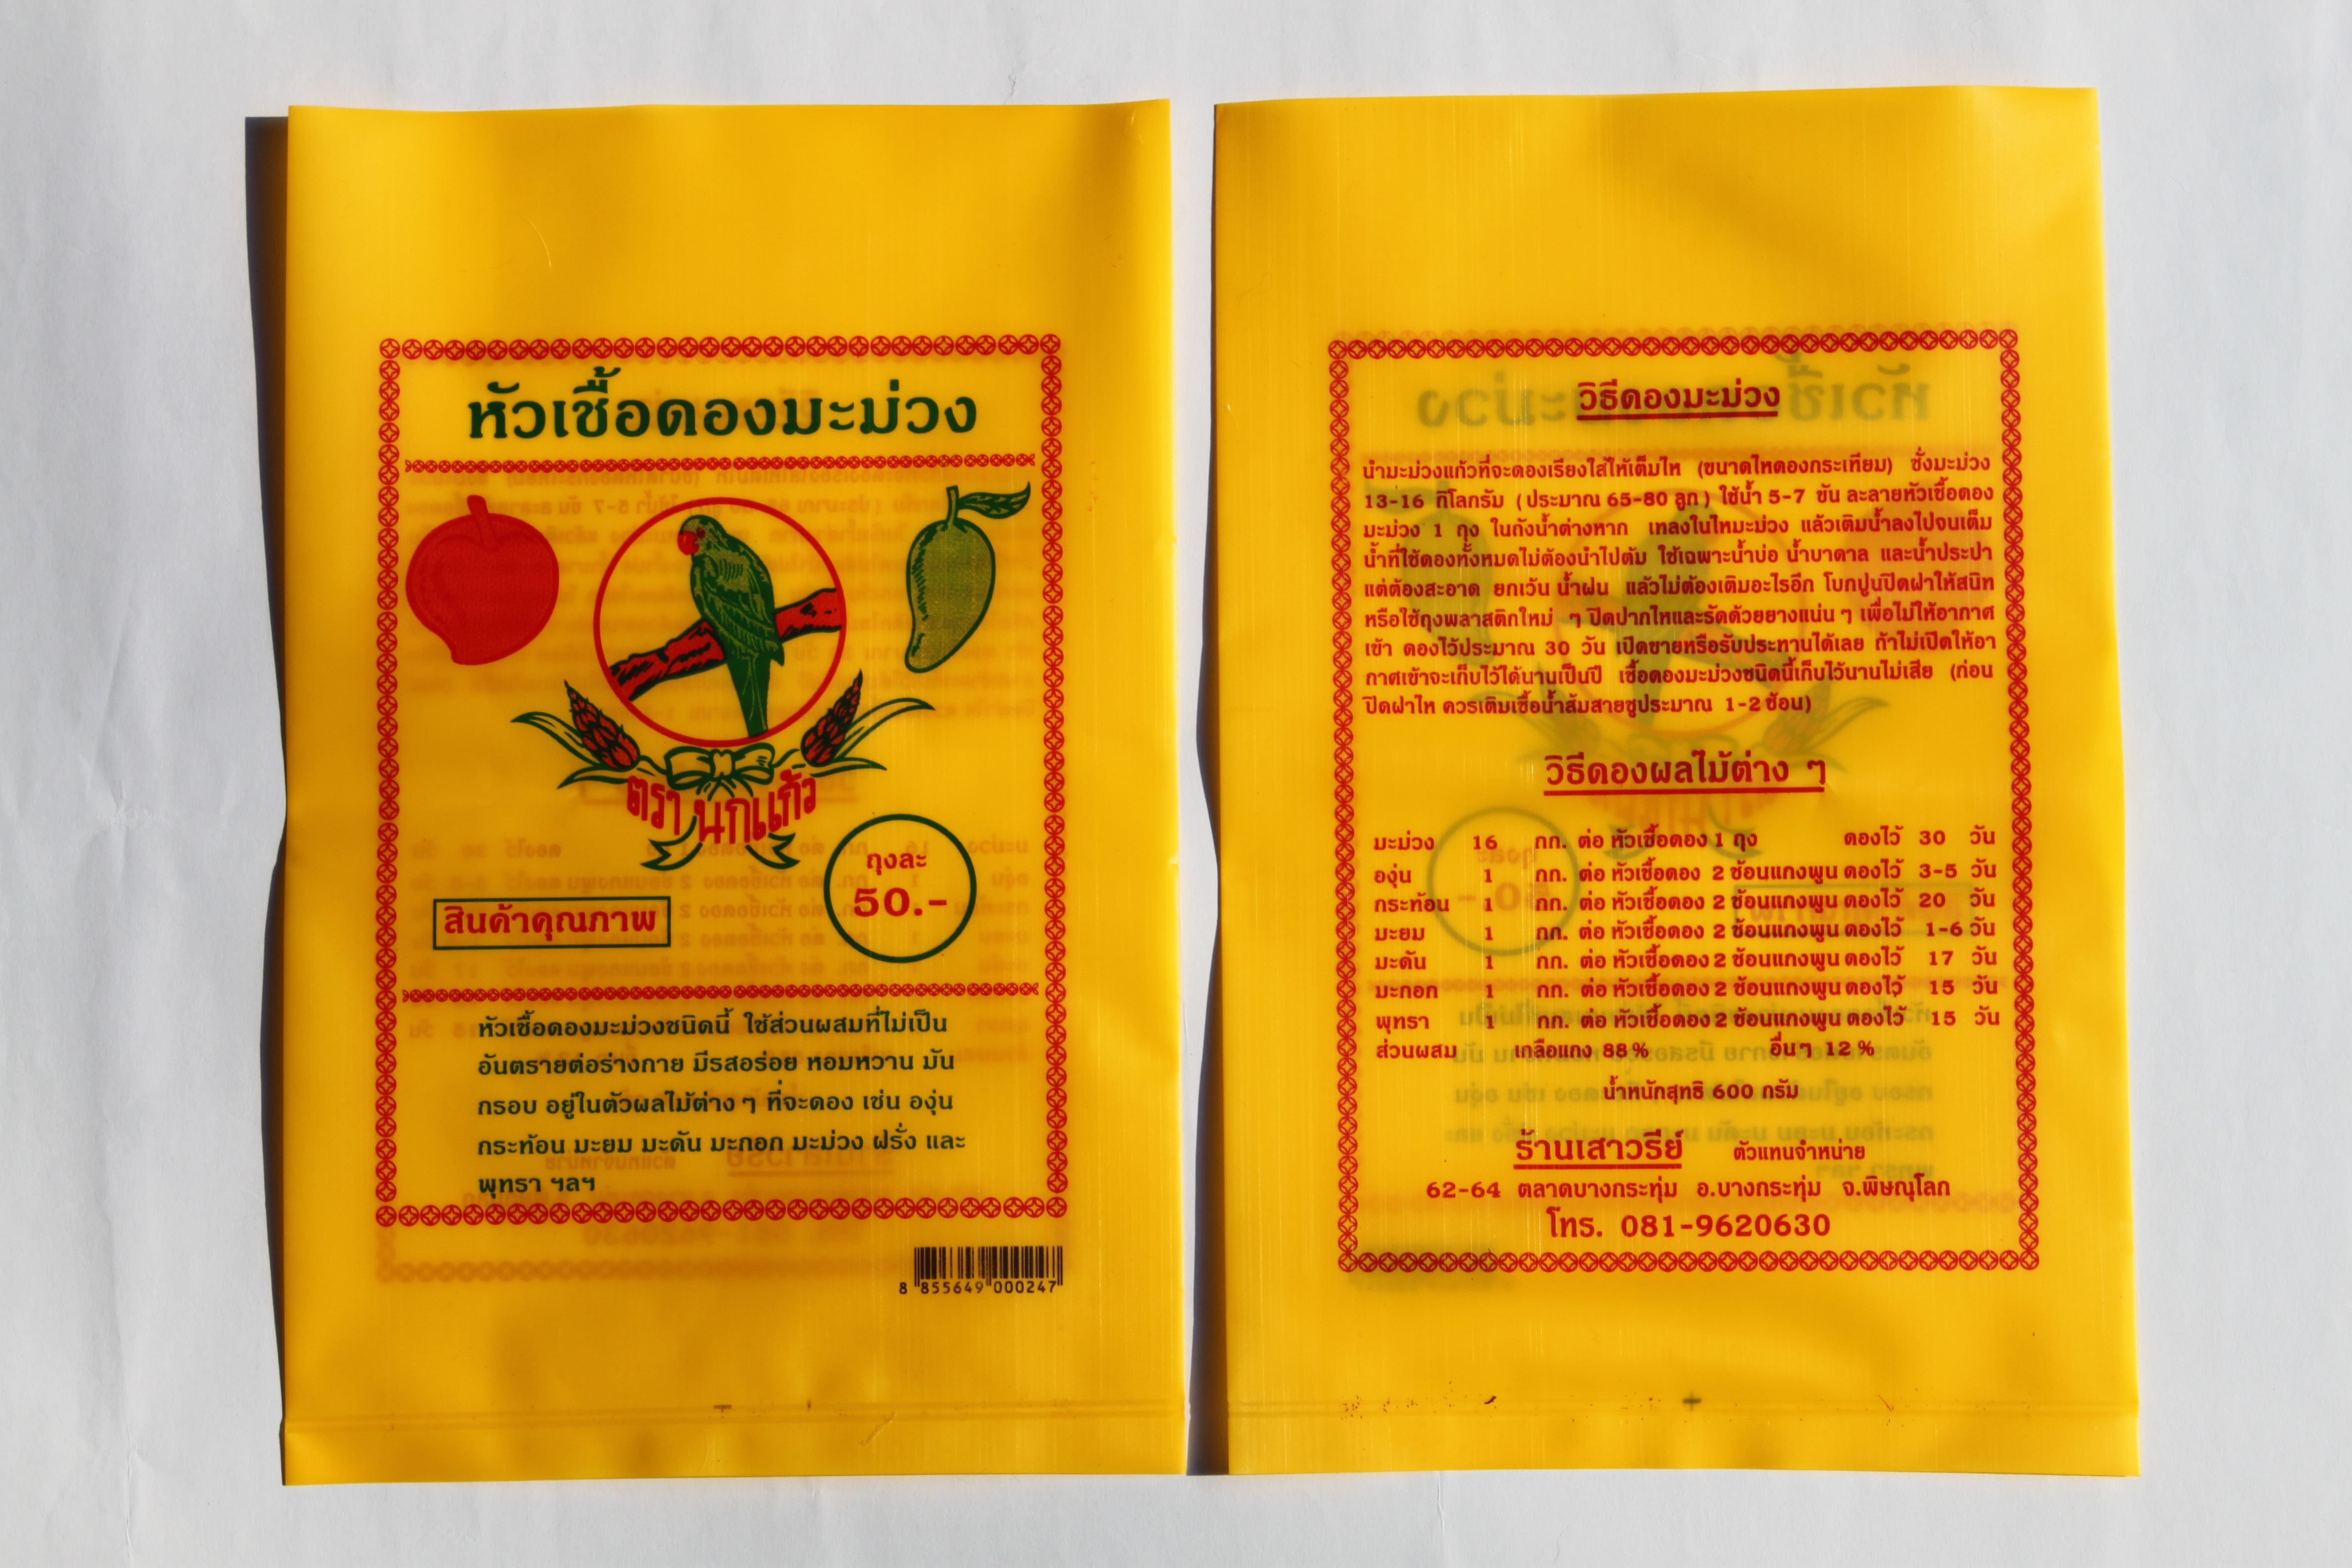 หัวเชื้อดองมะม่วง
ตรา นกแก้ว
ถุงละ
50.-
สินค้าคุณภาพ
หัวเชื้อดองมะม่วงชนิดนี้ ใช้ส่วนผสมที่ไม่เป็น
อันตรายต่อร่างกาย มีรสอร่อย หอมหวาน มัน
กรอบ อยู่ในตัวผลไม้ต่าง ๆ ที่จะดอง เช่น องุ่น
กระท้อน มะยม มะดัน มะกอก มะม่วง ฝรั่ง และ
พุทรา ฯลฯ
8 855649 000247
วิธีดองมะม่วง
นำมะม่วงแก้วที่จะดองเรียงใส่ไห้เต็มไห (ขนาดไหดองกระเทียม) ชั่งมะม่วง
13-16 กิโลกรัม (ประมาณ 65-80 ลูก) ใช้น้ำ 5-7 ขัน ละลายหัวเชื้อดอง
มะม่วง 1 ถุง ในถังน้ำต่างหาก เทลงในไหมะม่วง แล้วเติมน้ำลงไปจนเต็ม
น้ำที่ใช้ดองทั้งหมดไม่ต้องนำไปต้ม ใช้เฉพาะน้ำบ่อ น้ำบาดาล และน้ำประปา
แต่ต้องสะอาด ยกเว้น น้ำฝน แล้วไม่ต้องเติมอะไรอีก โบกปูนปิดฝาให้สนิท
หรือใช้ถุงพลาสติกใหม่ ๆ ปิดปากไหและรัดด้วยยางแน่น ๆ เพื่อไม่ให้อากาศ
เข้า ดองไว้ประมาณ 30 วัน เปิดขายหรือรับประทานได้เลย ถ้าไม่เปิดให้อา
กาศเข้าจะเก็บไว้ได้นานเป็นปี เชื้อดองมะม่วงชนิดนี้เก็บไว้นานไม่เสีย (ก่อน
ปิดฝาไห ควรเติมเชื้อน้ำส้มสายชูประมาณ 1-2 ช้อน)
วิธีดองผลไม้ต่าง ๆ
มะม่วง 16 กก. ต่อ หัวเชื้อดอง 1 ถุง ดองไว้ 30 วัน
องุ่น 1 กก. ต่อ หัวเชื้อดอง 2 ช้อนแกงพูน ดองไว้ 3-5 วัน
กระท้อน 1 กก. ต่อ หัวเชื้อดอง 2 ช้อนแกงพูน ดองไว้ 20 วัน
มะยม 1 กก. ต่อ หัวเชื้อดอง 2 ช้อนแกงพูน ดองไว้ 1-6 วัน
มะดัน 1 กก. ต่อ หัวเชื้อดอง 2 ช้อนแกงพูน ดองไว้ 17 วัน
มะกอก 1 กก. ต่อ หัวเชื้อดอง 2 ช้อนแกงพูน ดองไว้ 15 วัน
พุทรา 1 กก. ต่อ หัวเชื้อดอง 2 ช้อนแกงพูน ดองไว้ 15 วัน
ส่วนผสม เกลือแกง 88 % อื่นๆ 12 %
น้ำหนักสุทธิ 600 กรัม
ร้านเสาวรีย์ ตัวแทนจำหน่าย
62-64 ตลาดบางกระทุ่ม อ.บางกระทุ่ม จ.พิษณุโลก
โทร. 081-9620630